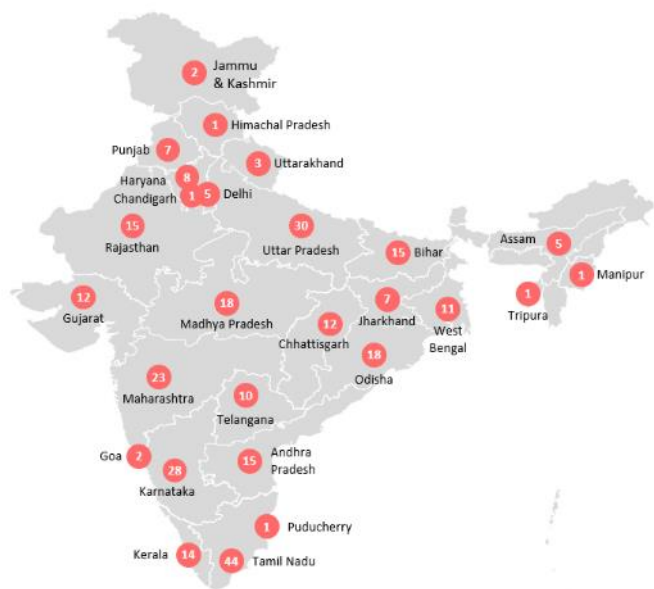 2
Jammu
& Kashmir
1
Himachal Pradesh
Punjab
7
3
Uttarakhand
Haryana
8
Chandigarh
1
5
Delhi
15
Rajasthan
30
Uttar Pradesh
15
Bihar
Assam
5
1
Manipur
1
Tripura
12
Gujarat
18
Madhya Pradesh
7
Jharkhand
11
West
Bengal
12
Chhattisgarh
18
Odisha
23
Maharashtra
10
Telangana
Goa
2
28
Karnataka
15
Andhra
Pradesh
1
Puducherry
Kerala
14
44
Tamil Nadu